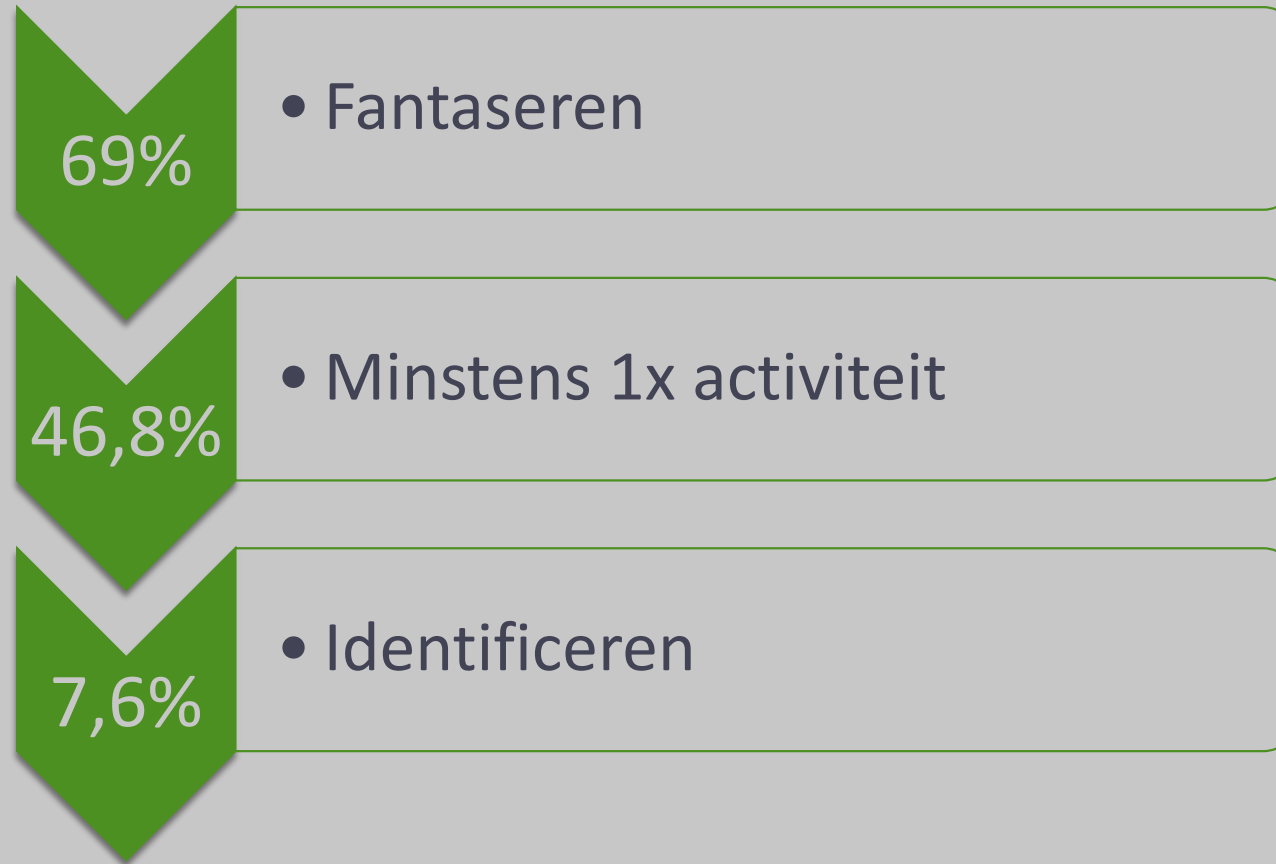 69%
• Fantaseren
46,8%
• Minstens 1x activiteit
7,6%
• Identificeren